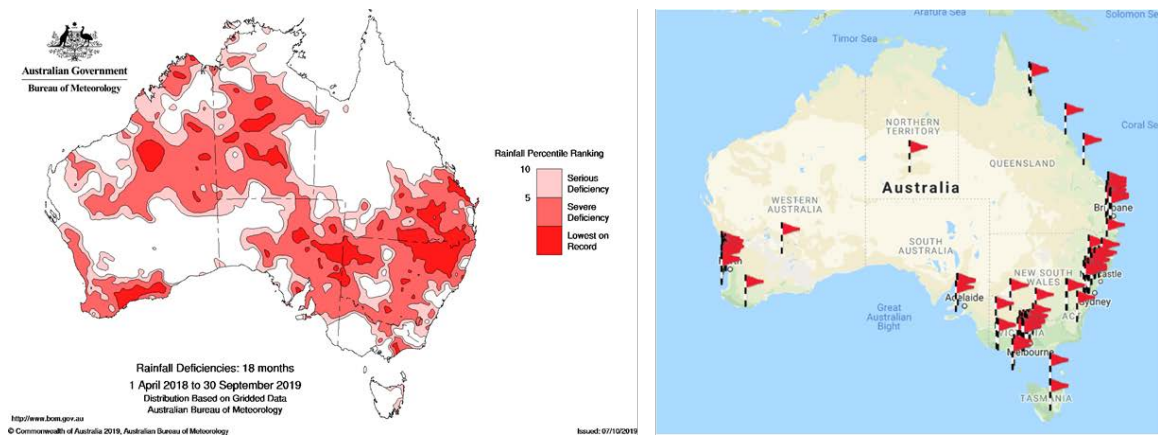 Australian Government
Bureau of Meteorology
Rainfall Percentile Ranking
10
Serious
Deficiency
5
Severe
Deficiency
Lowest on
Record
Rainfall Deficiencies: 18 months
1 April 2018 to 30 September 2019
Distribution Based on Gridded Data
Australian Bureau of Meteorology
http://www.bom.gov.au
© Commonwealth of Australia 2019, Australian Bureau of Meteorology
Issued: 07/10/2019
Arafura Sea
Solomon Sea
Timor Sea
Coral Se
NORTHERN
TERRITORY
QUEENSLAND
Australia
WESTERN
AUSTRALIA
Brisbane
SOUTH
AUSTRALIA
NEW SOUTH
WALES
Adelaide
Sydney
Great
Australian
Bight
Melbourne
TASMANIA